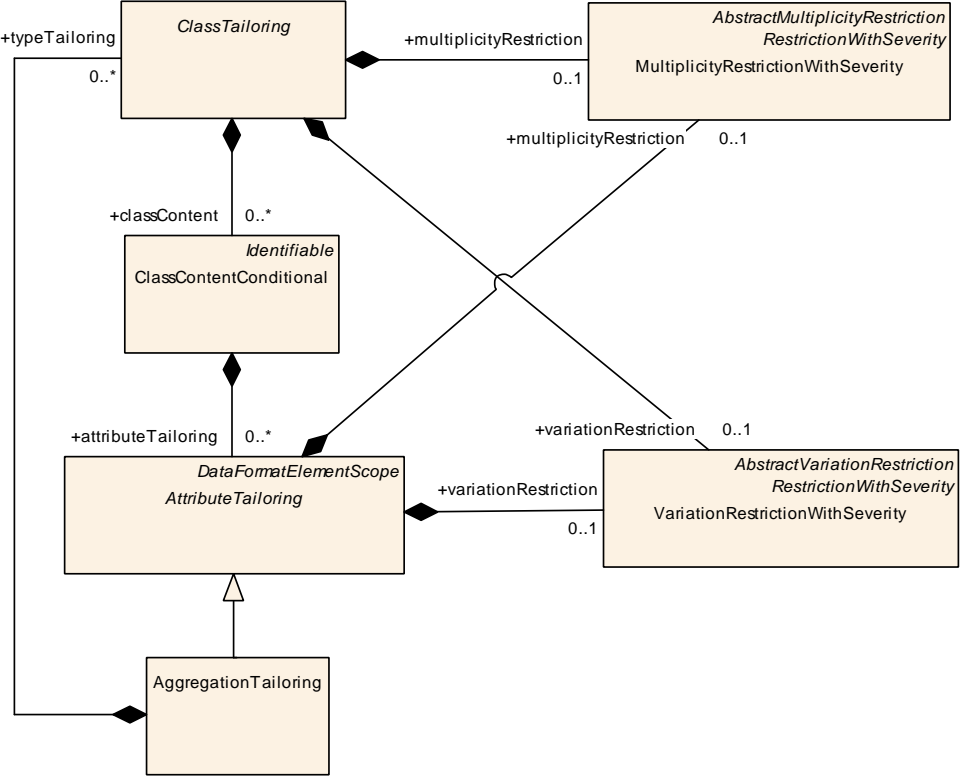 +typeTailoring
0..*
ClassTailoring
+multiplicityRestriction
0..1
AbstractMultiplicityRestriction
RestrictionWithSeverity
MultiplicityRestrictionWithSeverity
+multiplicityRestriction 0..1
+classContent 0..*
Identifiable
ClassContentConditional
+attributeTailoring 0..*
+variationRestriction 0..1
DataFormatElementScope
AttributeTailoring
+variationRestriction
0..1
AbstractVariationRestriction
RestrictionWithSeverity
VariationRestrictionWithSeverity
AggregationTailoring